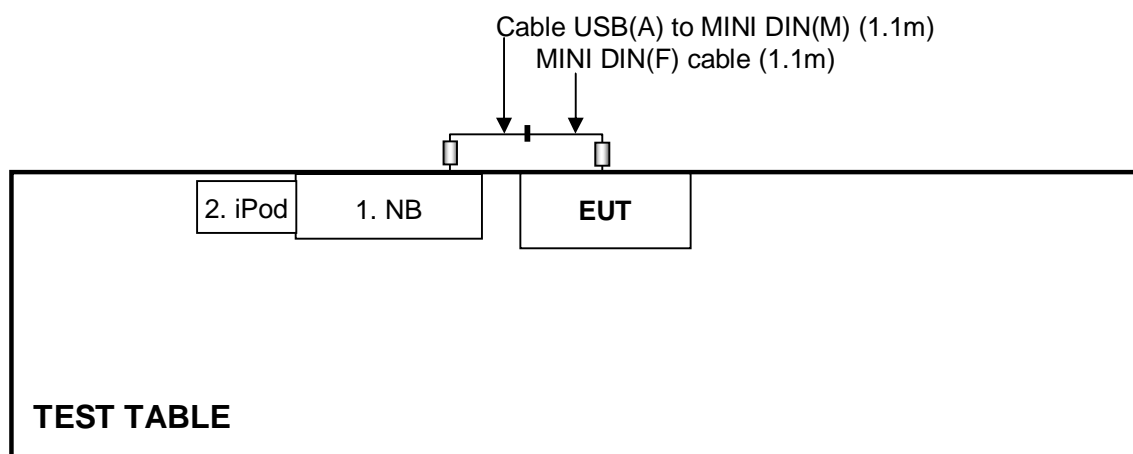 Cable USB(A) to MINI DIN(M) (1.1m)
MINI DIN(F) cable (1.1m)
2. iPod
1. NB
EUT
TEST TABLE